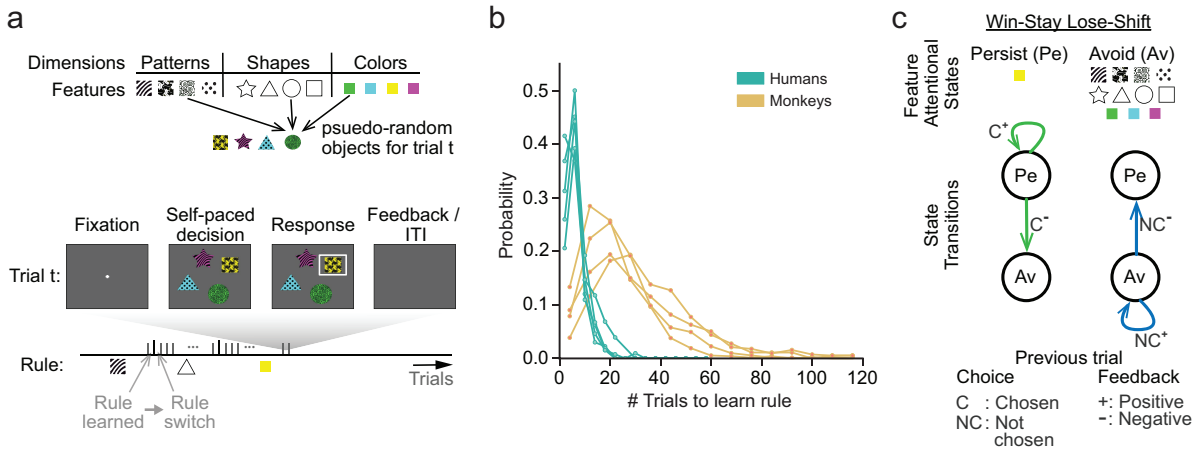 a
Dimensions Patterns Shapes Colors
Features
psuedo-random
objects for trial t
Fixation
Self-paced
decision
Response
Feedback /
ITI
Trial t:
... ...
Rule:
Trials
Rule
learned
Rule
switch
b
Humans
Monkeys
Probability
0.5
0.4
0.3
0.2
0.1
0.0
0 20 40 60 80 100 120
# Trials to learn rule
c
Win-Stay Lose-Shift
Persist (Pe) Avoid (Av)
Feature
Attentional
States
State
Transitions
C+
Pe Pe
C- NC-
Av Av
NC+
Previous trial
Choice Feedback
C : Chosen +: Positive
NC: Not -: Negative
chosen